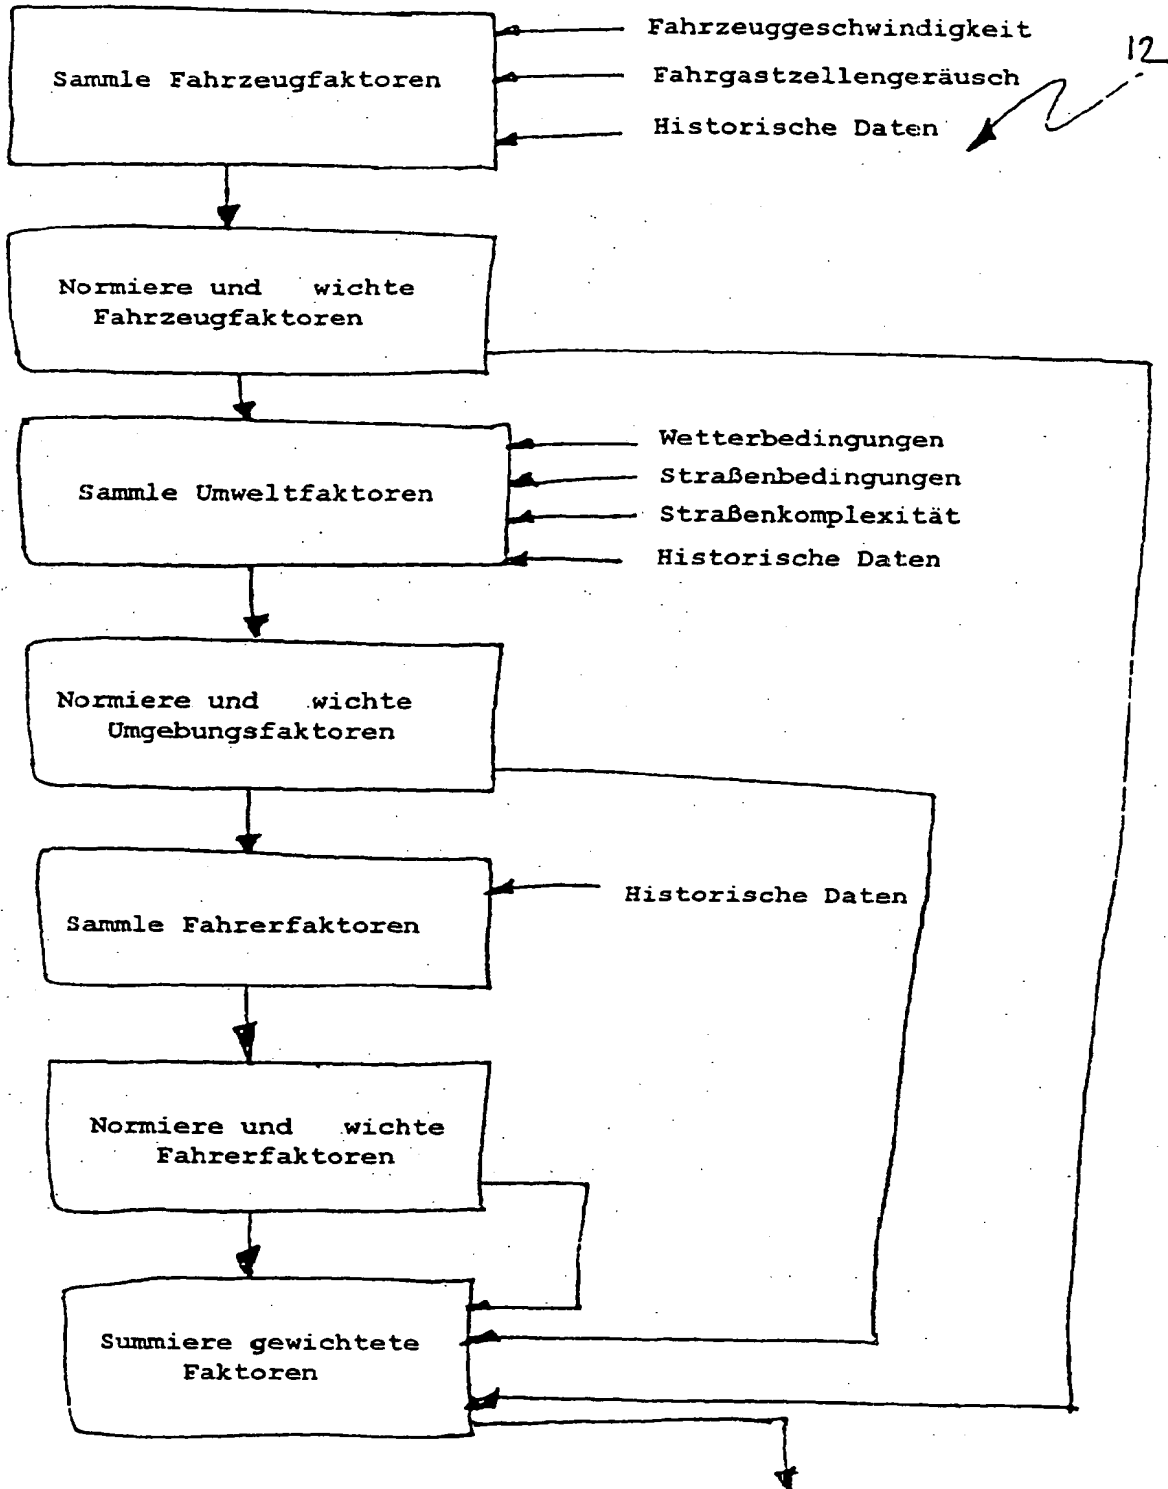 Fahrzeuggeschwindigkeit
12
Sammle Fahrzeugfaktoren
Fahrgastzellengeräusch
Historische Daten
Normiere und wichte
Fahrzeugfaktoren
Wetterbedingungen
Straßenbedingungen
Sammle Umweltfaktoren
Straßenkomplexität
Historische Daten
Normiere und wichte
Umgebungsfaktoren
Historische Daten
Sammle Fahrerfaktoren
Normiere und wichte
Fahrerfaktoren
Summiere gewichtete
Faktoren